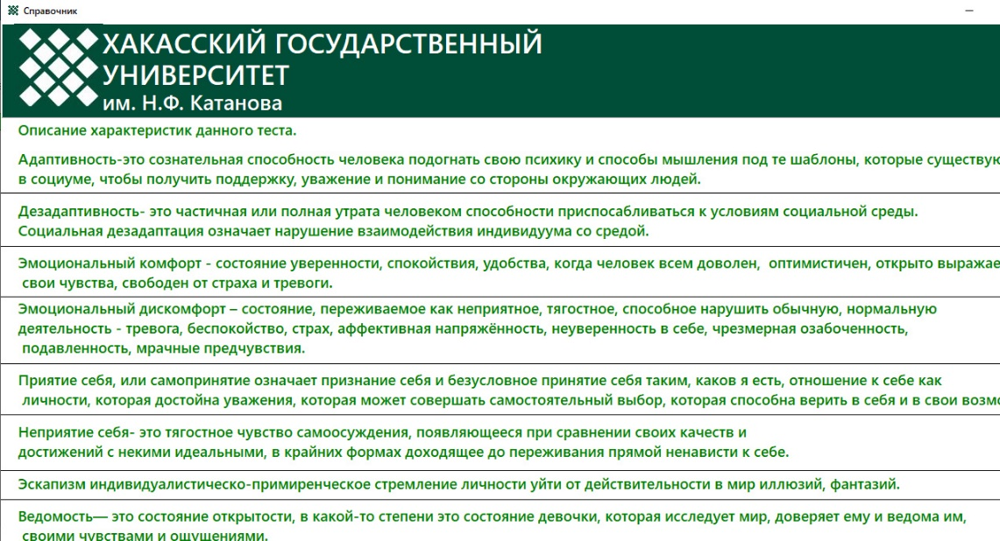 Справочник
ХАКАССКИЙ ГОСУДАРСТВЕННЫЙ
УНИВЕРСИТЕТ
им. Н.Ф. Катанова
Описание характеристик данного теста.
Адаптивность-это сознательная способность человека подогнать свою психику и способы мышления под те шаблоны, которые существую
в социуме, чтобы получить поддержку, уважение и понимание со стороны окружающих людей.
Дезадаптивность- это частичная или полная утрата человеком способности приспосабливаться к условиям социальной среды.
Социальная дезадаптация означает нарушение взаимодействия индивидуума со средой.
Эмоциональный комфорт - состояние уверенности, спокойствия, удобства, когда человек всем доволен, оптимистичен, открыто выражае
свои чувства, свободен от страха и тревоги.
Эмоциональный дискомфорт – состояние, переживаемое как неприятное, тягостное, способное нарушить обычную, нормальную
деятельность - тревога, беспокойство, страх, аффективная напряжённость, неуверенность в себе, чрезмерная озабоченность,
подавленность, мрачные предчувствия.
Приятие себя, или самопринятие означает признание себя и безусловное принятие себя таким, каков я есть, отношение к себе как
личности, которая достойна уважения, которая может совершать самостоятельный выбор, которая способна верить в себя и в свои возмо
Неприятие себя- это тягостное чувство самоосуждения, появляющееся при сравнении своих качеств и
достижений с некими идеальными, в крайних формах доходящее до переживания прямой ненависти к себе.
Эскапизм индивидуалистическо-примиренческое стремление личности уйти от действительности в мир иллюзий, фантазий.
Ведомость— это состояние открытости, в какой-то степени это состояние девочки, которая исследует мир, доверяет ему и ведома им,
своими чувствами и ощущениями.